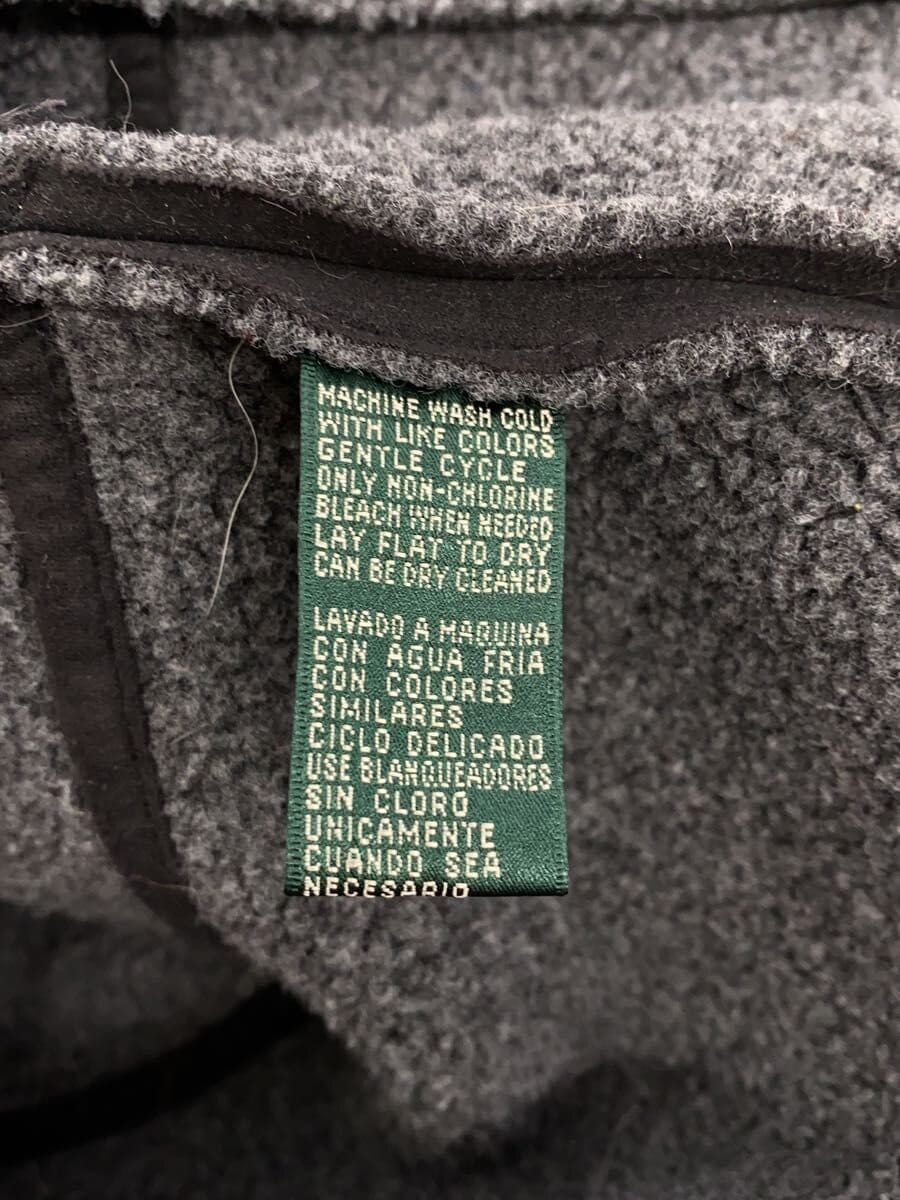 MACHINE WASH COLD
WITH LIKE COLORS
GENTLE CYCLE
ONLY NON-CHLORINE
BLEACH WHEN NEEDED
LAY FLAT TO DRY
CAN BE DRY CLEANED
LAVADO A MAQUINA
CON AGUA FRIA
CON COLORES
SIMILARES
CICLO DELICADO
USE BLANQUEADORES
SIN CLORO
UNICAMENTE
CUANDO SEA
NECESARIO